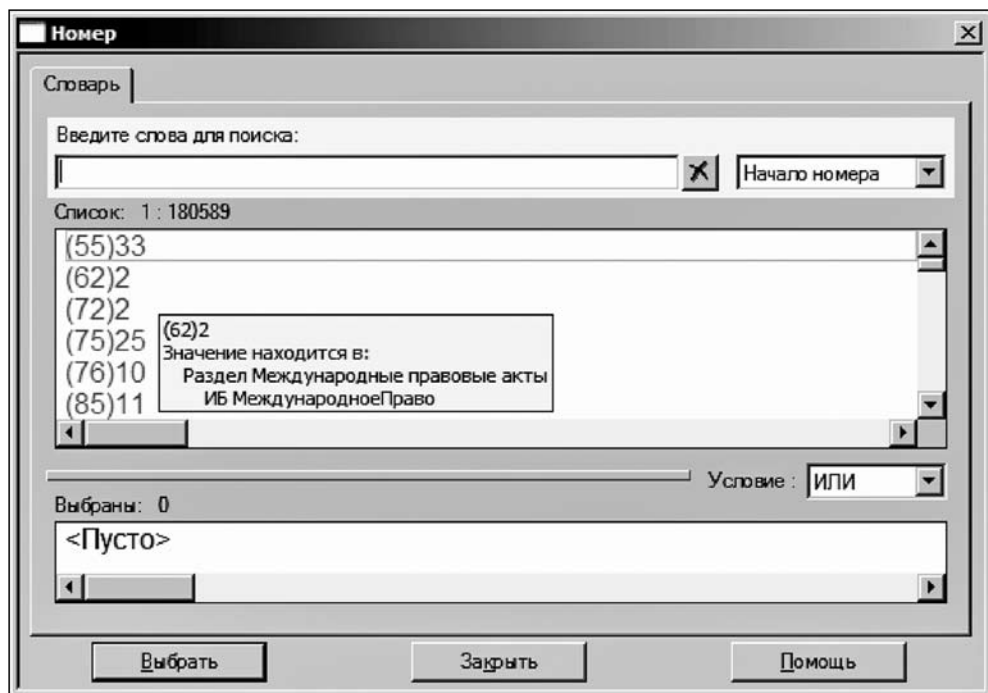 Номер
Словарь
Введите слова для поиска:
Начало номера
Список: 1 : 180589
(55)33
(62)2
(72)2
(75)25
(76)10
(85)11
(62)2
Значение находится в:
Раздел Международные правовые акты
ИБ МеждународноеПраво
Условие : ИЛИ
Выбраны: 0
<Пусто>
Выбрать Закрыть Помощь